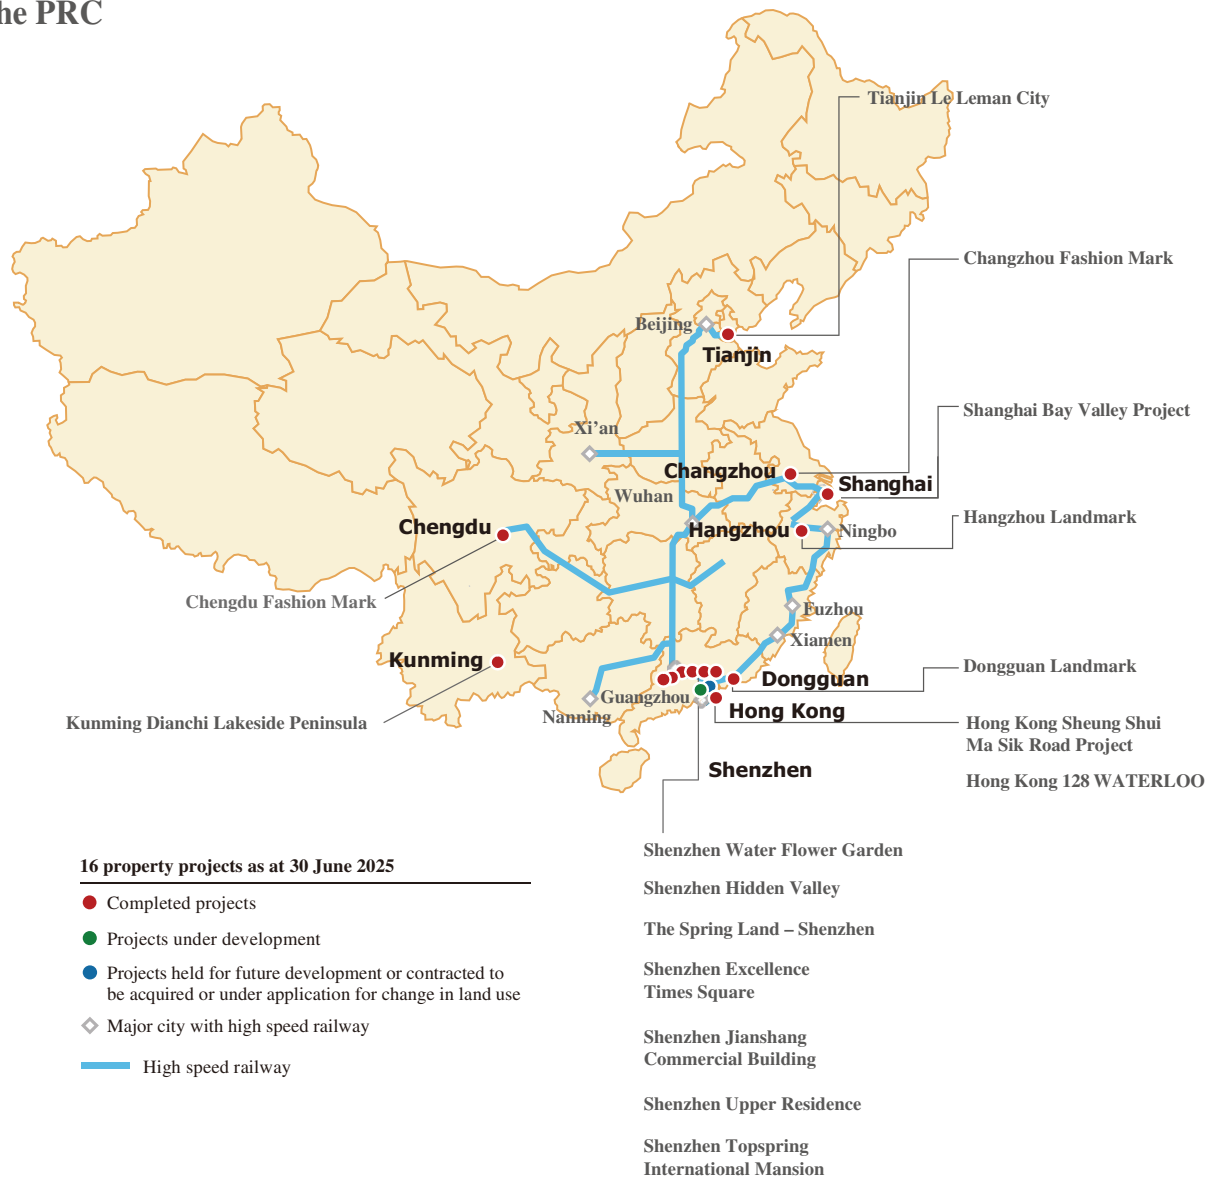 he PRC
Tianjin Le Leman City
Changzhou Fashion Mark
Beijing
Tianjin
Shanghai Bay Valley Project
Xi’an
Changzhou
Shanghai
Wuhan
Hangzhou Landmark
Chengdu
Hangzhou
Ningbo
Chengdu Fashion Mark
Fuzhou
Xiamen
Kunming
Dongguan Landmark
Dongguan
Guangzhou
Hong Kong
Nanning
Kunming Dianchi Lakeside Peninsula
Hong Kong Sheung Shui
Ma Sik Road Project
Shenzhen
Hong Kong 128 WATERLOO
16 property projects as at 30 June 2025
Completed projects
Projects under development
Projects held for future development or contracted to
be acquired or under application for change in land use
Major city with high speed railway
High speed railway
Shenzhen Water Flower Garden
Shenzhen Hidden Valley
The Spring Land – Shenzhen
Shenzhen Excellence
Times Square
Shenzhen Jianshang
Commercial Building
Shenzhen Upper Residence
Shenzhen Topspring
International Mansion